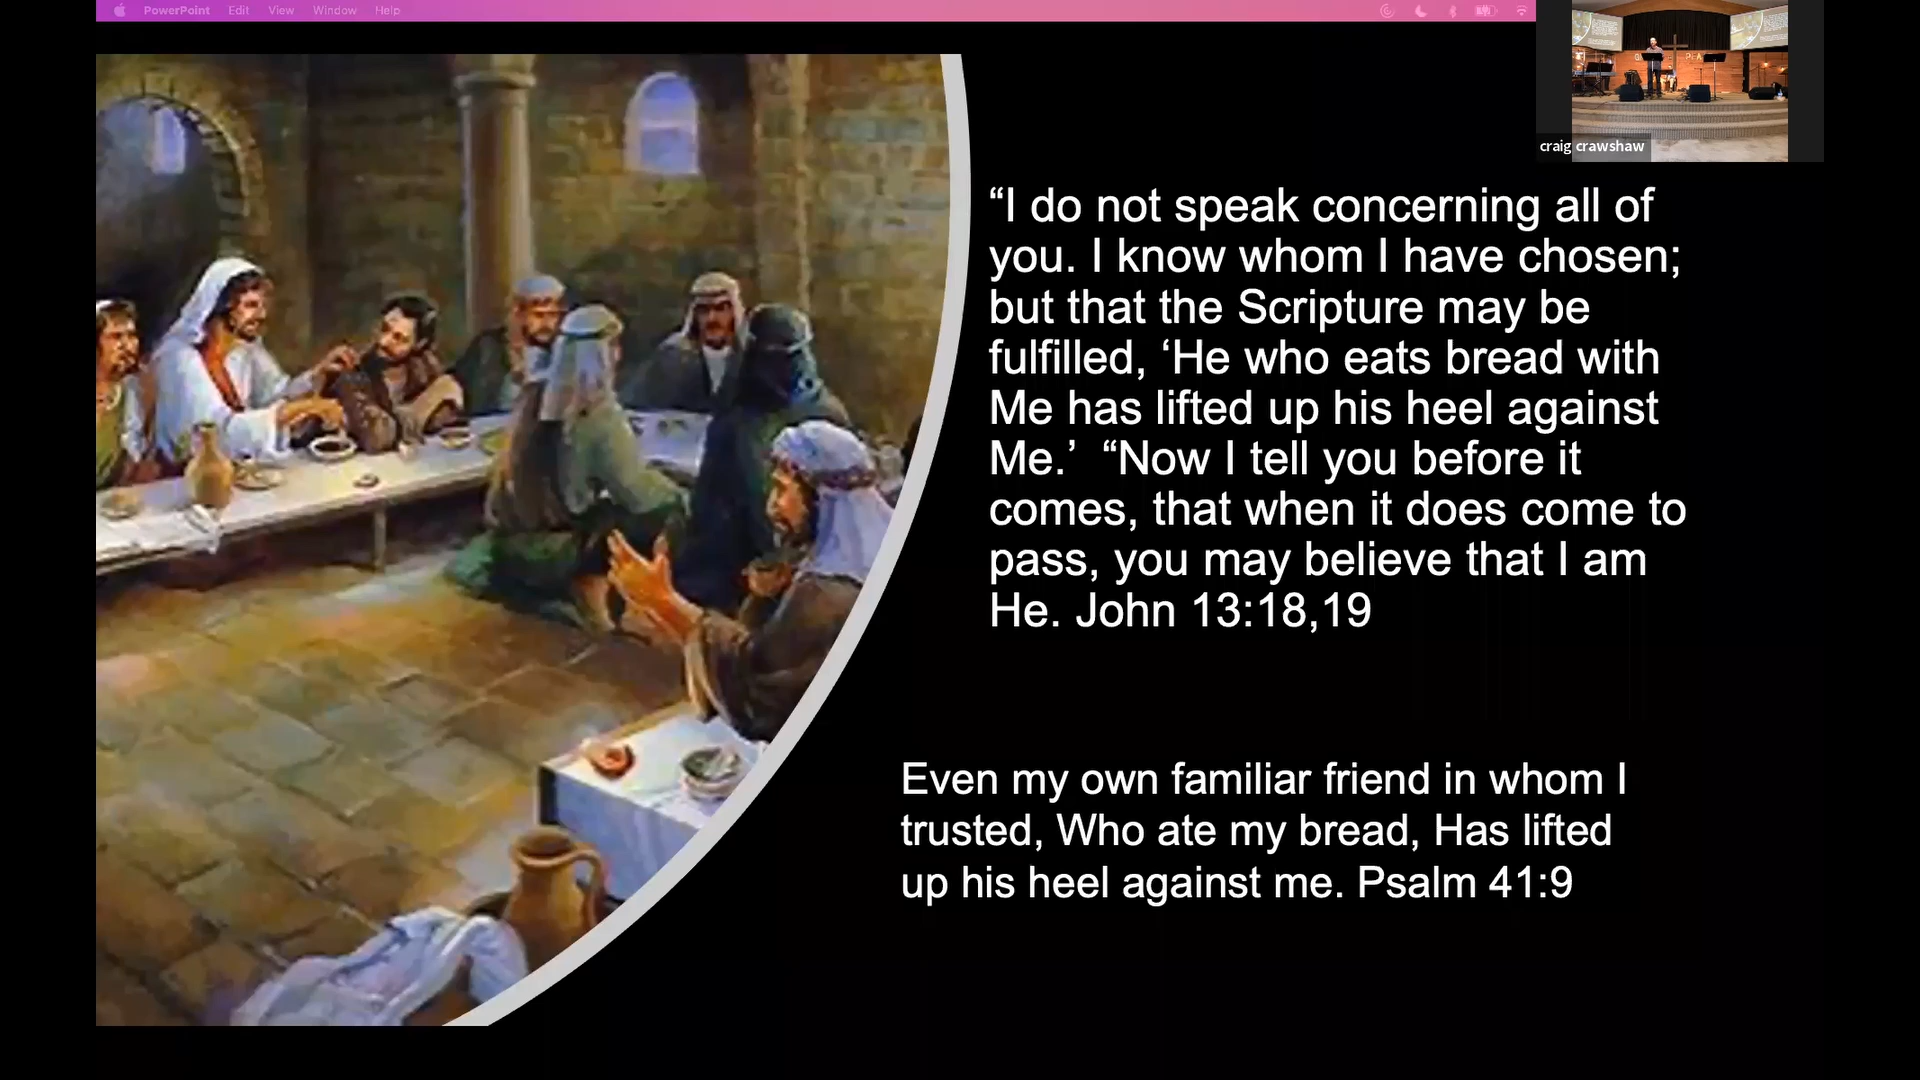 PowerPoint Edit View Window Help
craig crawshaw
“I do not speak concerning all of
you. I know whom I have chosen;
but that the Scripture may be
fulfilled, ‘He who eats bread with
Me has lifted up his heel against
Me.’  “Now I tell you before it
comes, that when it does come to
pass, you may believe that I am
He. John 13:18,19
Even my own familiar friend in whom I
trusted, Who ate my bread, Has lifted
up his heel against me. Psalm 41:9